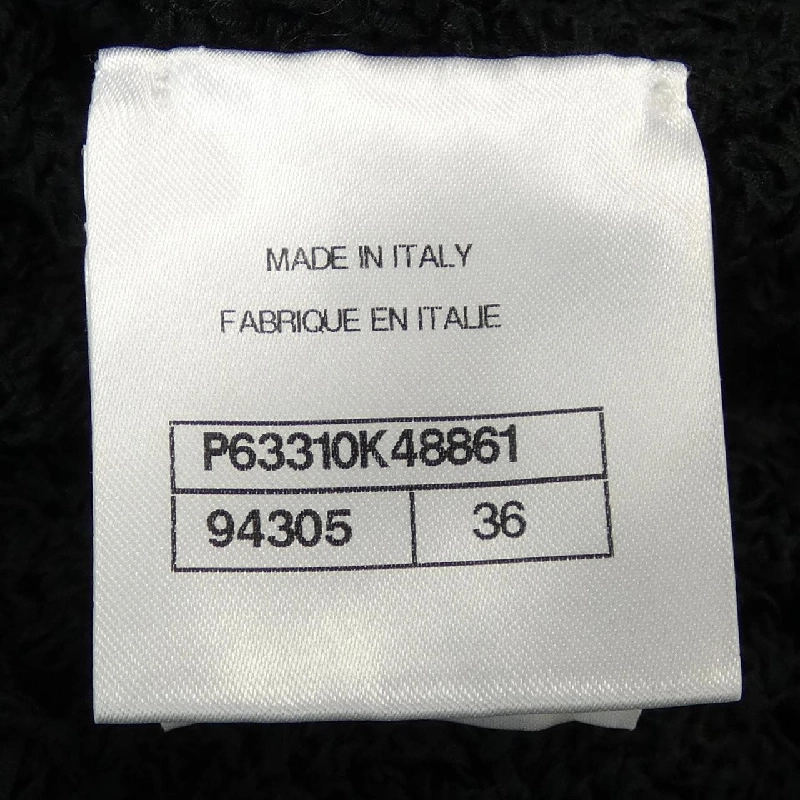 MADE IN ITALY
FABRIQUE EN ITALIE
P63310K48861
94305 36